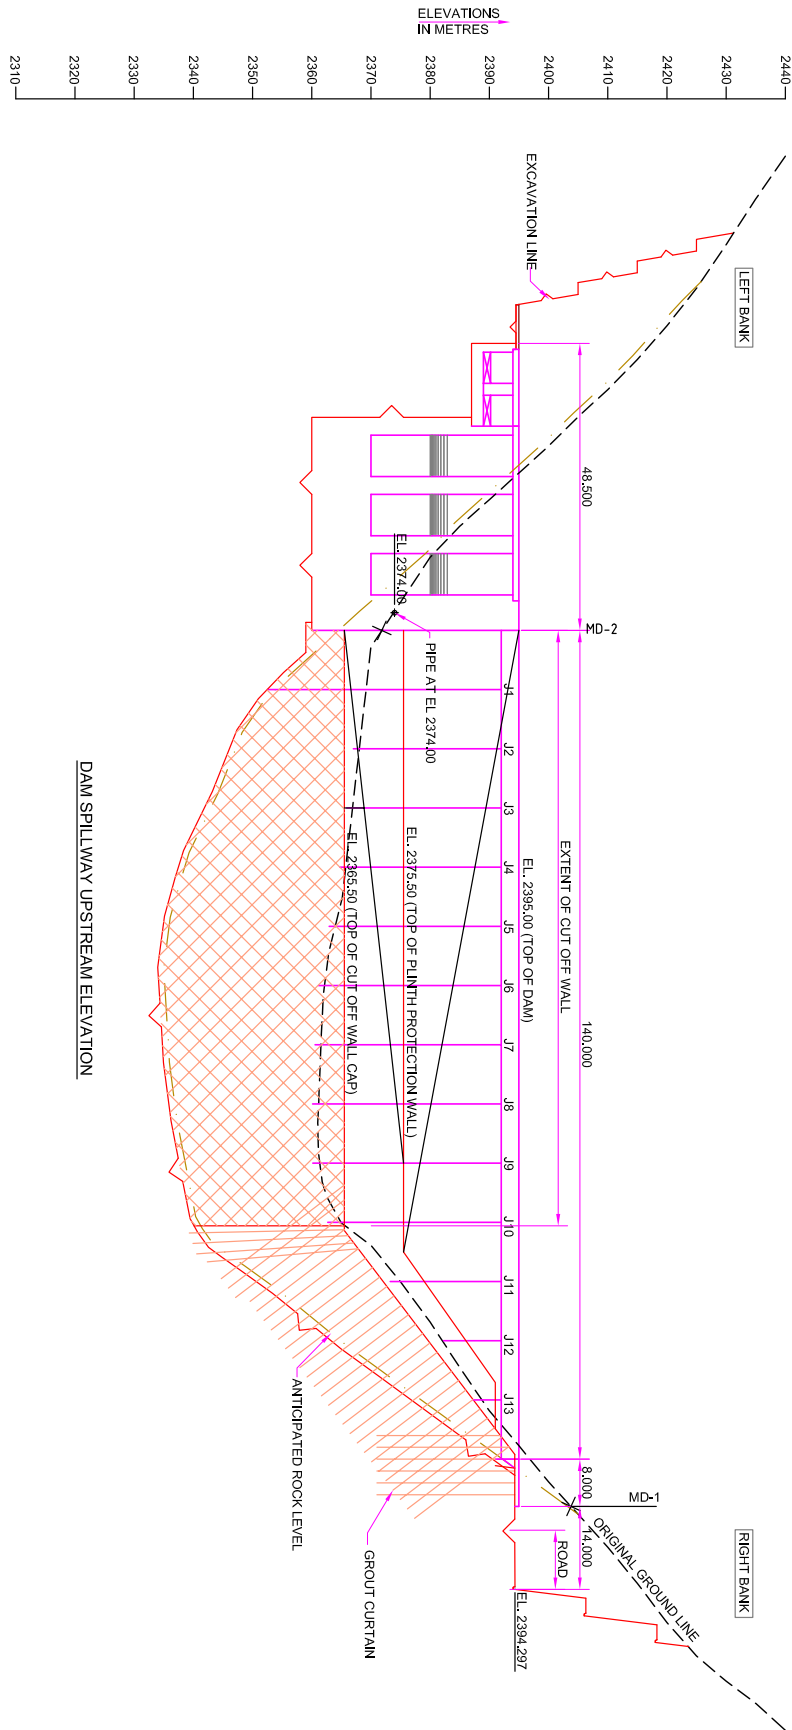 ELEVATIONS
IN METRES
2310
2320
2330
2340
2350
2360
2370
2380
2390
2400
2410
2420
2430
2440
LEFT BANK
EXCAVATION LINE
48.500
EL. 2374.00
PIPE AT EL 2374.00
MD-2
J1
J2
J3
J4
J5
J6
J7
J8
J9
J10
J11
J12
J13
EXTENT OF CUT OFF WALL
140.000
EL. 2395.00 (TOP OF DAM)
EL. 2375.50 (TOP OF PLINTH PROTECTION WALL)
EL. 2365.50 (TOP OF CUT OFF WALL CAP)
8.000
MD-1
14.000
ROAD
ORIGINAL GROUND LINE
RIGHT BANK
EL. 2394.297
ANTICIPATED ROCK LEVEL
GROUT CURTAIN
DAM SPILLWAY UPSTREAM ELEVATION